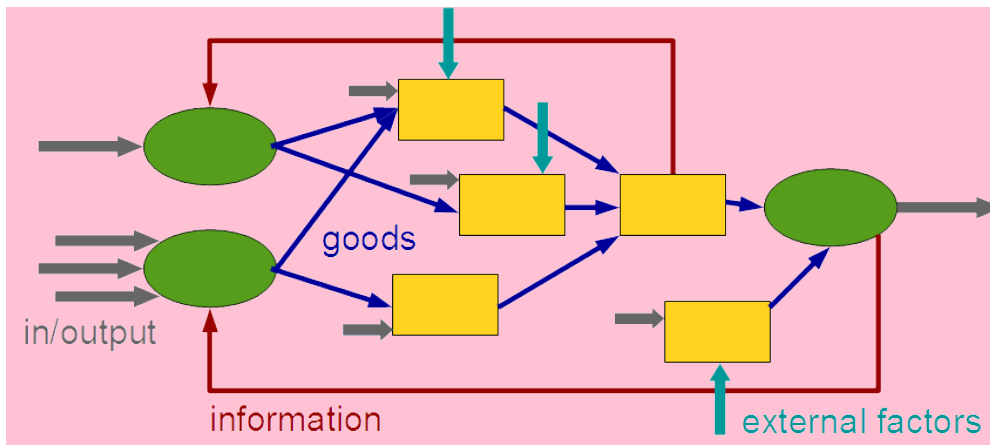 goods
in/output
information
external factors